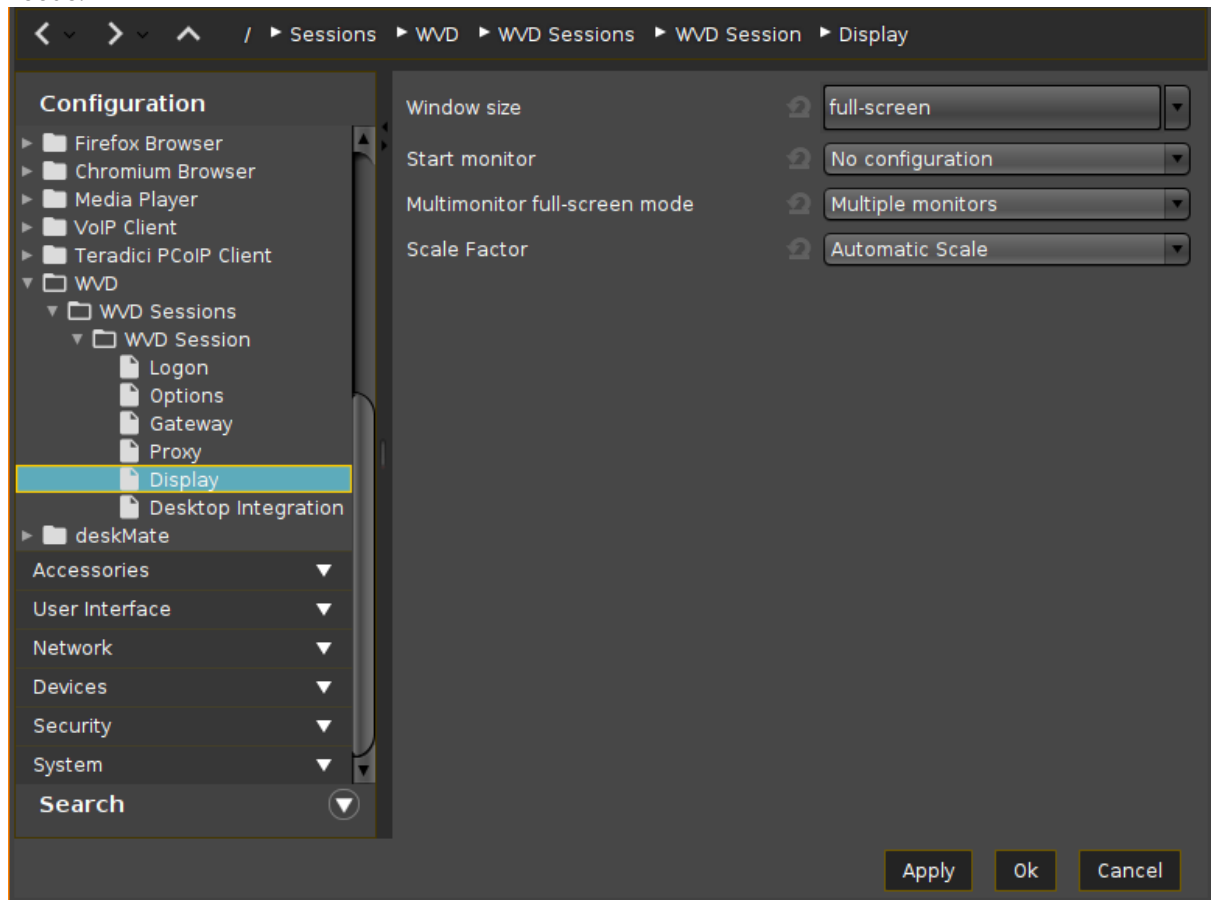 / Sessions WVD WVD Sessions WVD Session Display
Configuration
Firefox Browser
Chromium Browser
Media Player
VoIP Client
Teradici PCoIP Client
WVD
WVD Sessions
WVD Session
Logon
Options
Gateway
Proxy
Display
Desktop Integration
deskMate
Accessories
User Interface
Network
Devices
Security
System
Search
Window size full-screen
Start monitor No configuration
Multimonitor full-screen mode Multiple monitors
Scale Factor Automatic Scale
Apply Ok Cancel